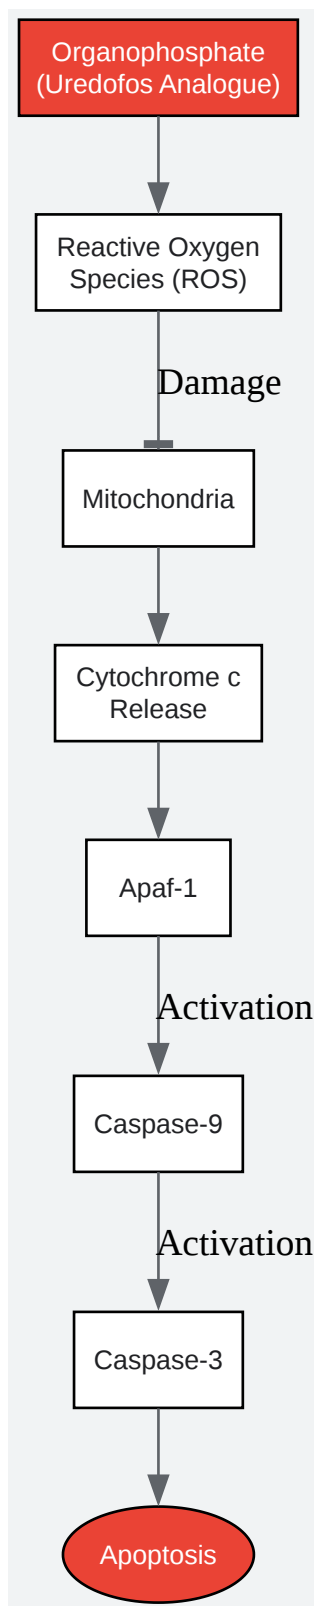 Organophosphate
(Uredofos Analogue)
Reactive Oxygen
Species (ROS)
Damage
Mitochondria
Cytochrome c
Release
Apaf-1
Activation
Caspase-9
Activation
Caspase-3
Apoptosis